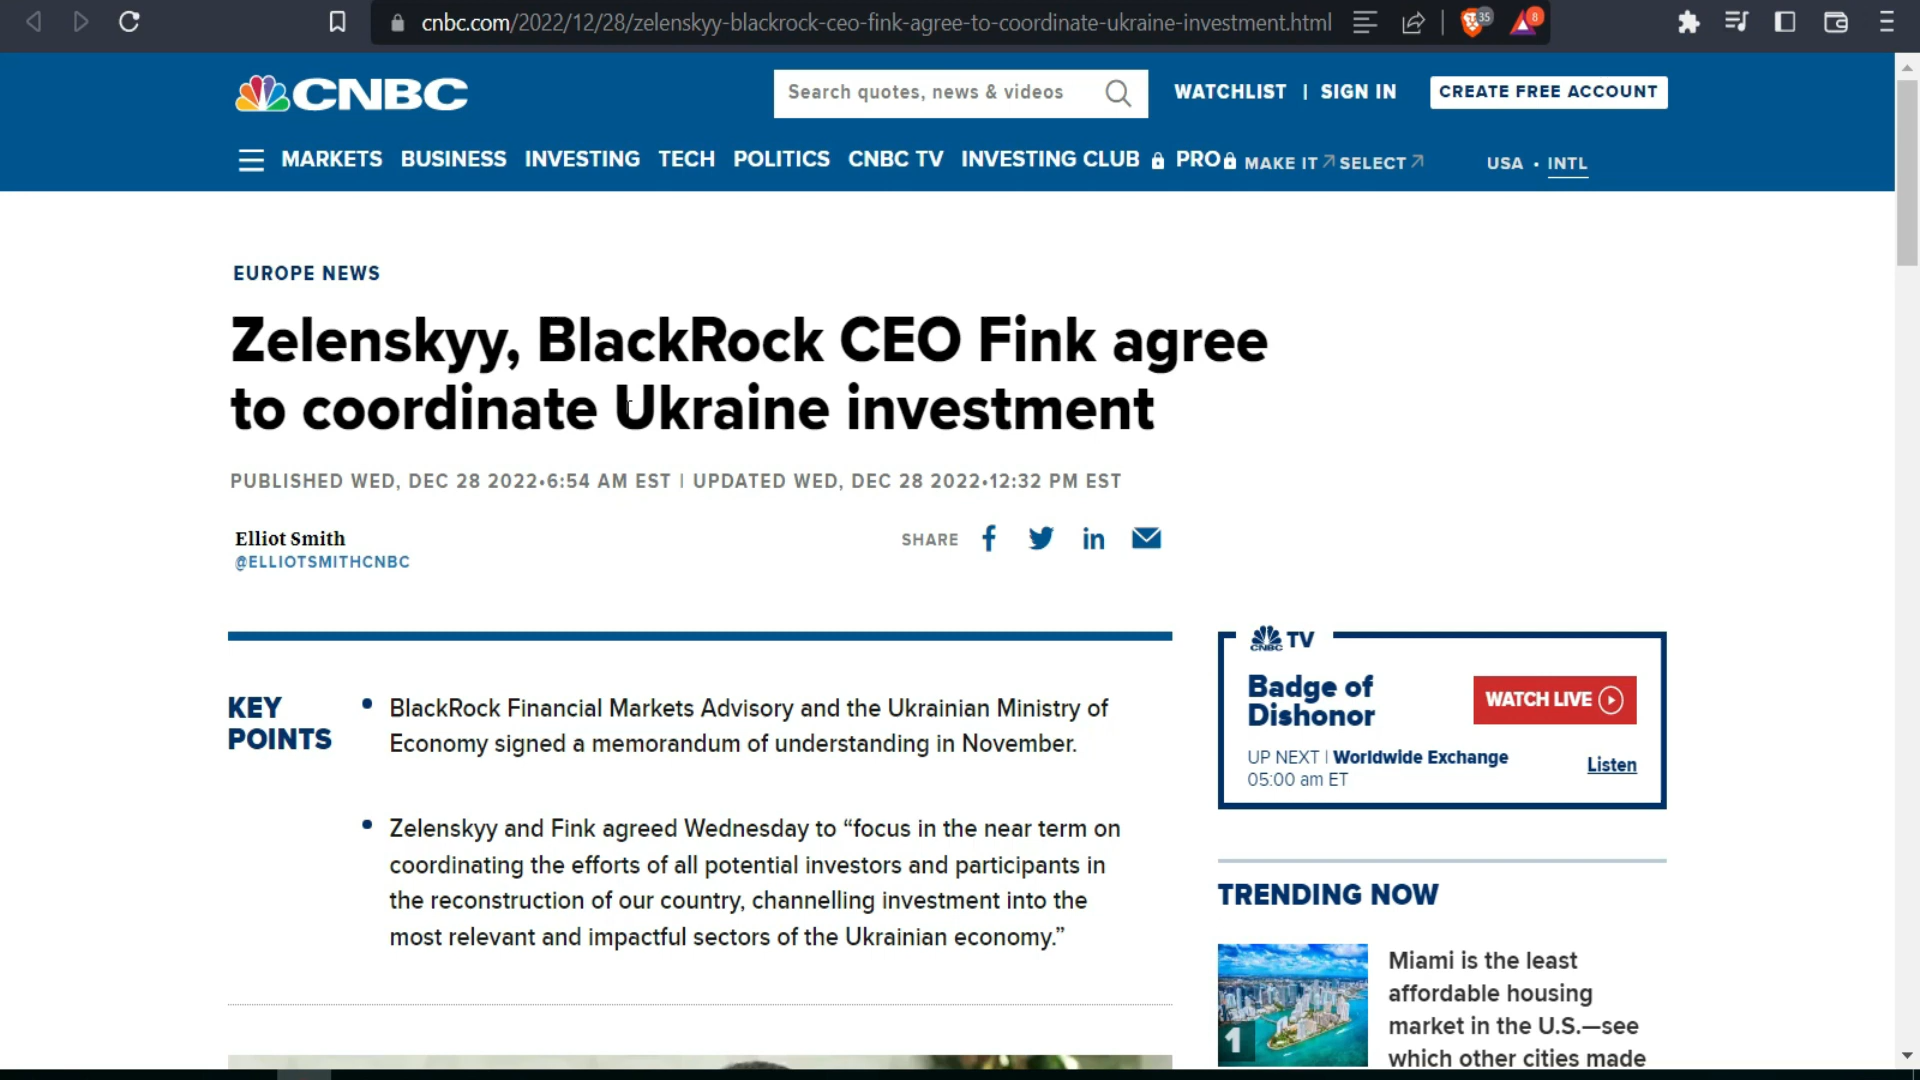 cnbc.com/2022/12/28/zelenskyy-blackrock-ceo-fink-agree-to-coordinate-ukraine-investment.html
35
8
CNBC
Search quotes, news & videos
WATCHLIST | SIGN IN
CREATE FREE ACCOUNT
MARKETS BUSINESS INVESTING TECH POLITICS CNBC TV INVESTING CLUB PRO MAKE IT SELECT USA • INTL
EUROPE NEWS
Zelenskyy, BlackRock CEO Fink agree
to coordinate Ukraine investment
PUBLISHED WED, DEC 28 2022•6:54 AM EST | UPDATED WED, DEC 28 2022•12:32 PM EST
Elliot Smith
@ELLIOTSMITHCNBC
SHARE
KEY
POINTS
• BlackRock Financial Markets Advisory and the Ukrainian Ministry of
Economy signed a memorandum of understanding in November.
• Zelenskyy and Fink agreed Wednesday to “focus in the near term on
coordinating the efforts of all potential investors and participants in
the reconstruction of our country, channelling investment into the
most relevant and impactful sectors of the Ukrainian economy.”
CNBC TV
Badge of
Dishonor
WATCH LIVE
UP NEXT | Worldwide Exchange
05:00 am ET
Listen
TRENDING NOW
1
Miami is the least
affordable housing
market in the U.S.—see
which other cities made